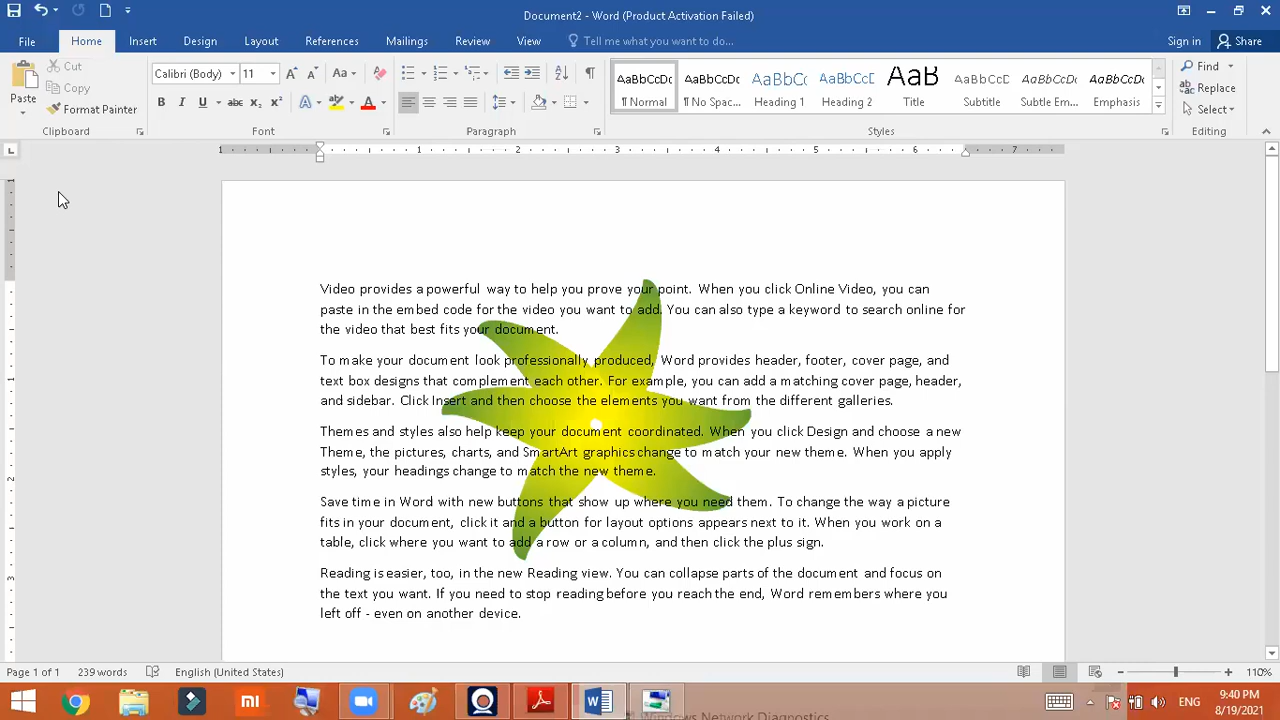 Document2 - Word (Product Activation Failed)
File Home Insert Design Layout References Mailings Review View Tell me what you want to do... Sign in Share
Paste
Cut
Copy
Format Painter
Clipboard
Calibri (Body) 11
Font
Paragraph
AaBbCcDc
¶ Normal
AaBbCcDc
¶ No Spac...
AaBbCc
Heading 1
AaBbCcE
Heading 2
AaB
Title
AaBbCcD
Subtitle
AaBbCcDc
Subtle Em...
AaBbCcDc
Emphasis
Styles
Find
Replace
Select
Editing
1 1 2 3 4 5 6 7
Video provides a powerful way to help you prove your point. When you click Online Video, you can
paste in the embed code for the video you want to add. You can also type a keyword to search online for
the video that best fits your document.
To make your document look professionally produced, Word provides header, footer, cover page, and
text box designs that complement each other. For example, you can add a matching cover page, header,
and sidebar. Click Insert and then choose the elements you want from the different galleries.
Themes and styles also help keep your document coordinated. When you click Design and choose a new
Theme, the pictures, charts, and SmartArt graphics change to match your new theme. When you apply
styles, your headings change to match the new theme.
Save time in Word with new buttons that show up where you need them. To change the way a picture
fits in your document, click it and a button for layout options appears next to it. When you work on a
table, click where you want to add a row or a column, and then click the plus sign.
Reading is easier, too, in the new Reading view. You can collapse parts of the document and focus on
the text you want. If you need to stop reading before you reach the end, Word remembers where you
left off - even on another device.
Page 1 of 1 239 words English (United States) 110%
Windows Network Diagnostics
ENG
9:40 PM
8/19/2021